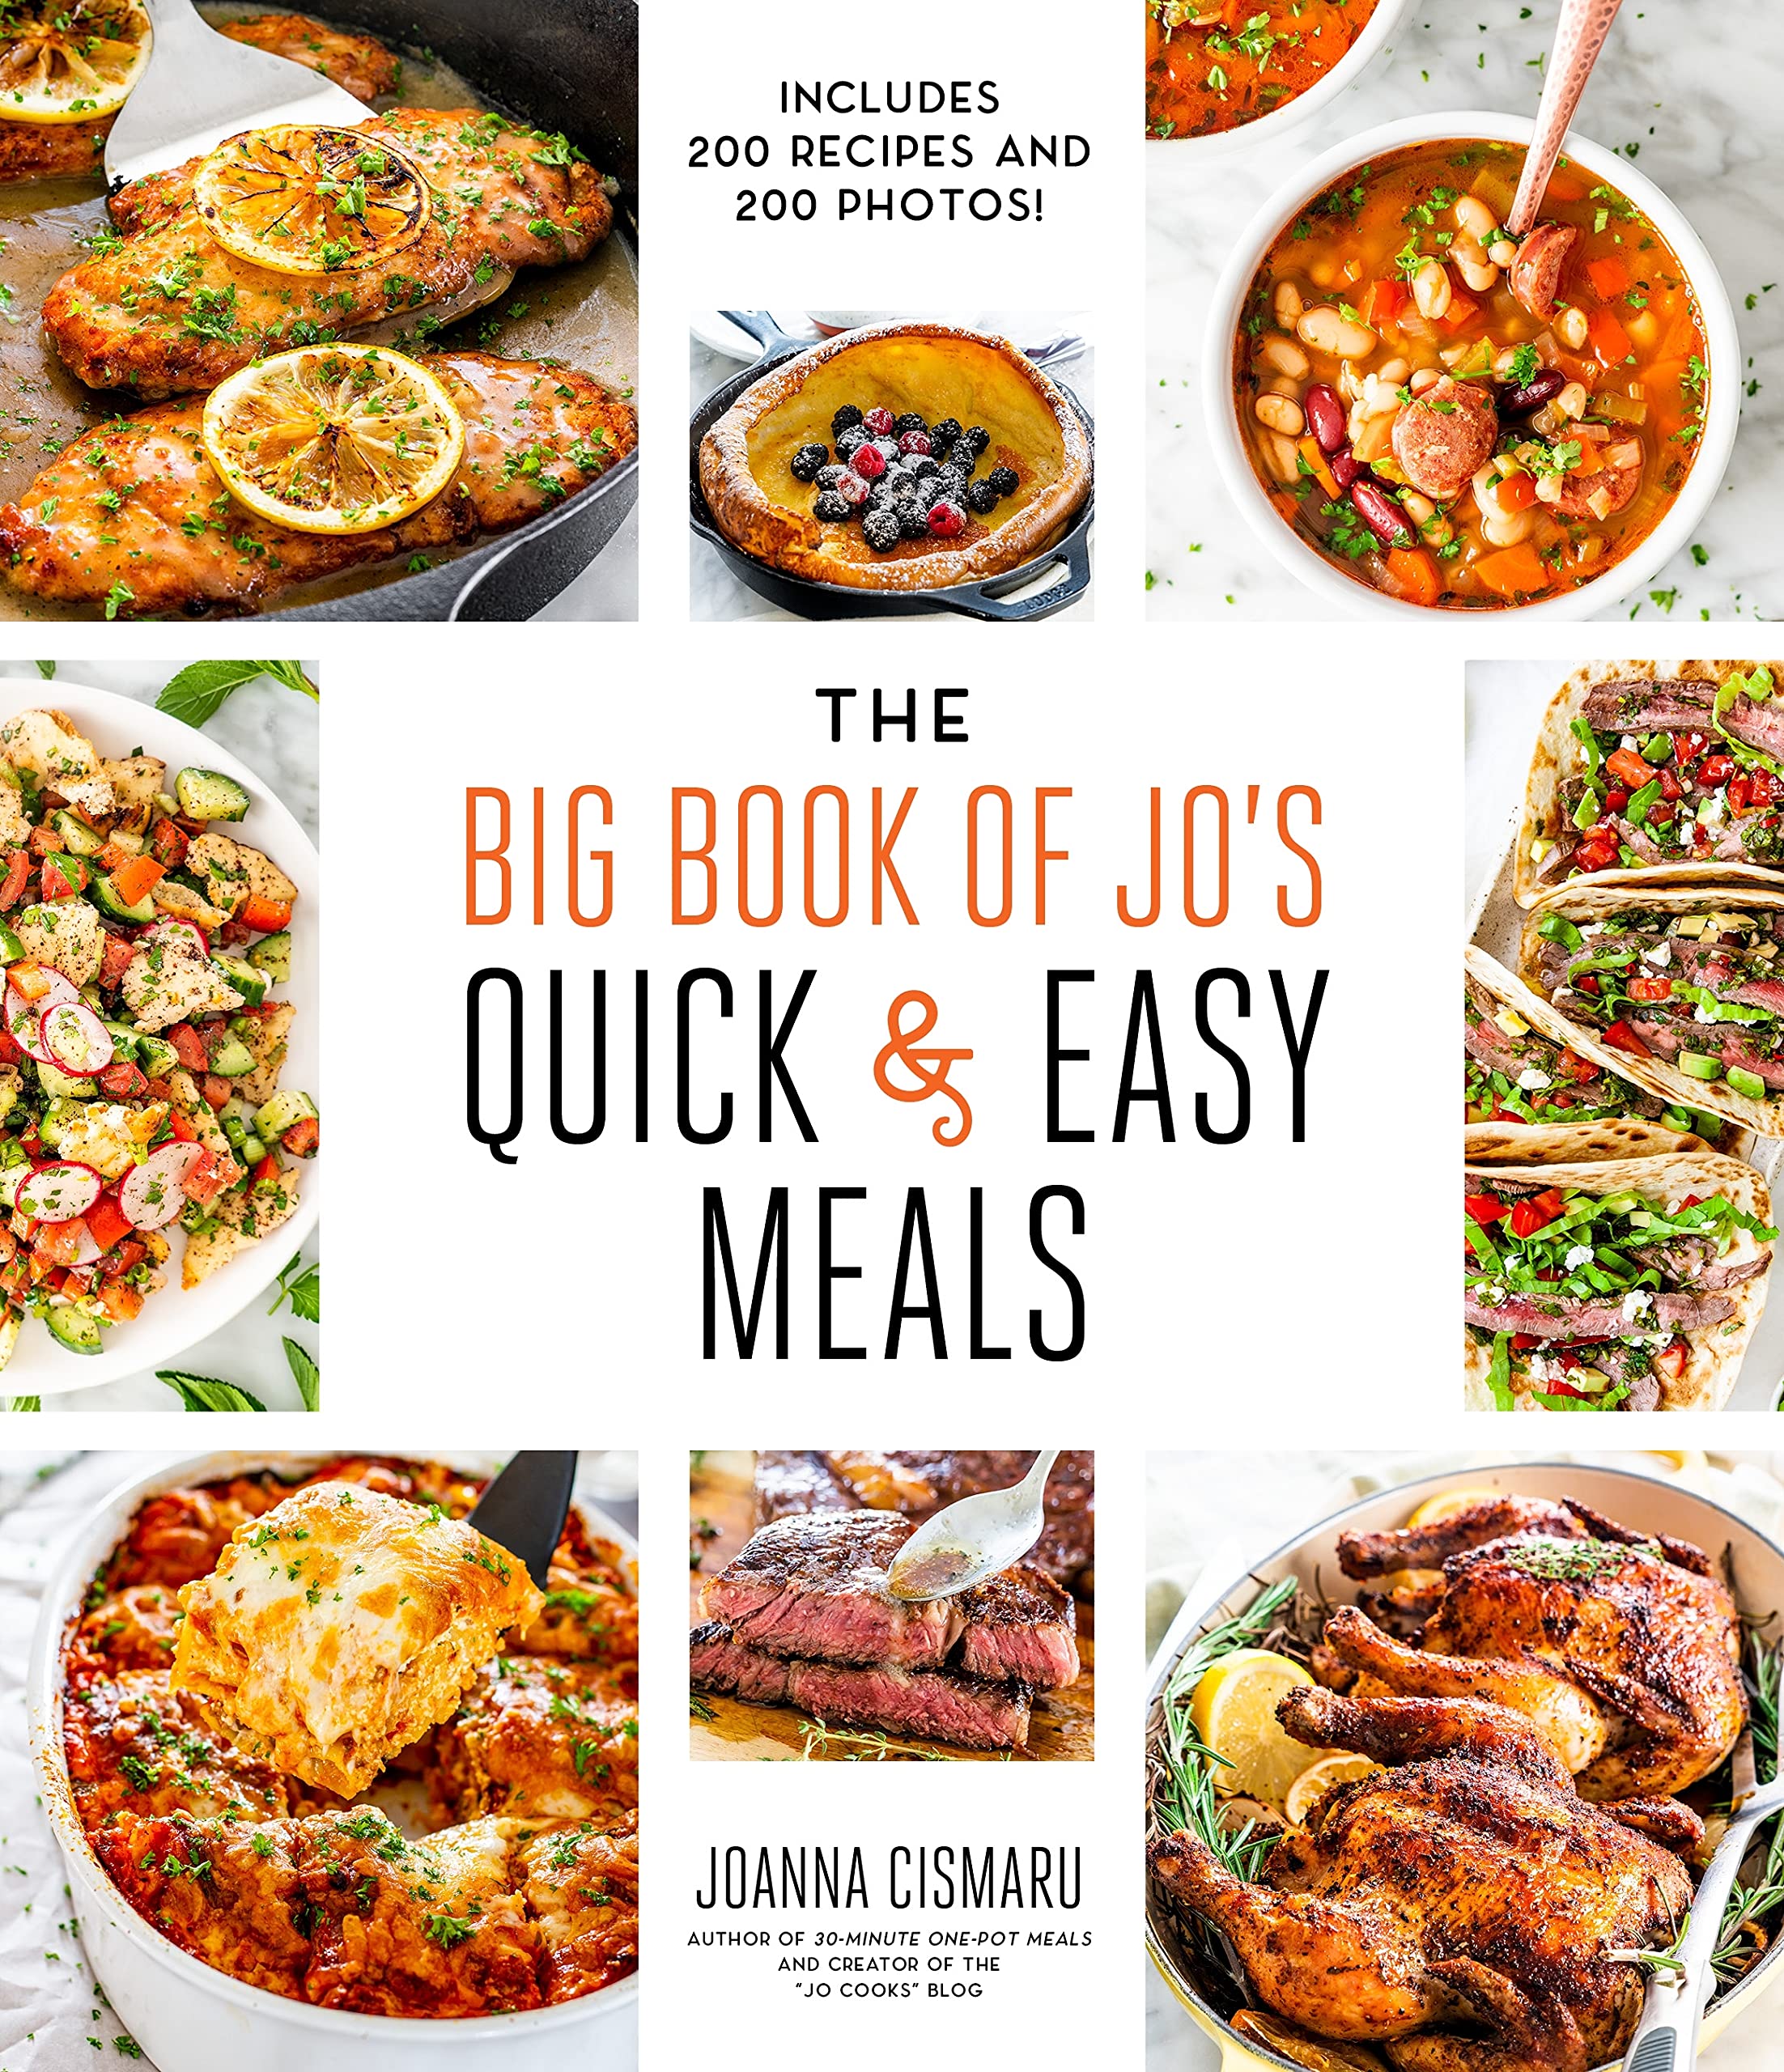 INCLUDES
200 RECIPES AND
200 PHOTOS!
THE
BIG BOOK OF JO'S
QUICK & EASY
MEALS
JOANNA CISMARU
AUTHOR OF 30-MINUTE ONE-POT MEALS
AND CREATOR OF THE
"JO COOKS" BLOG